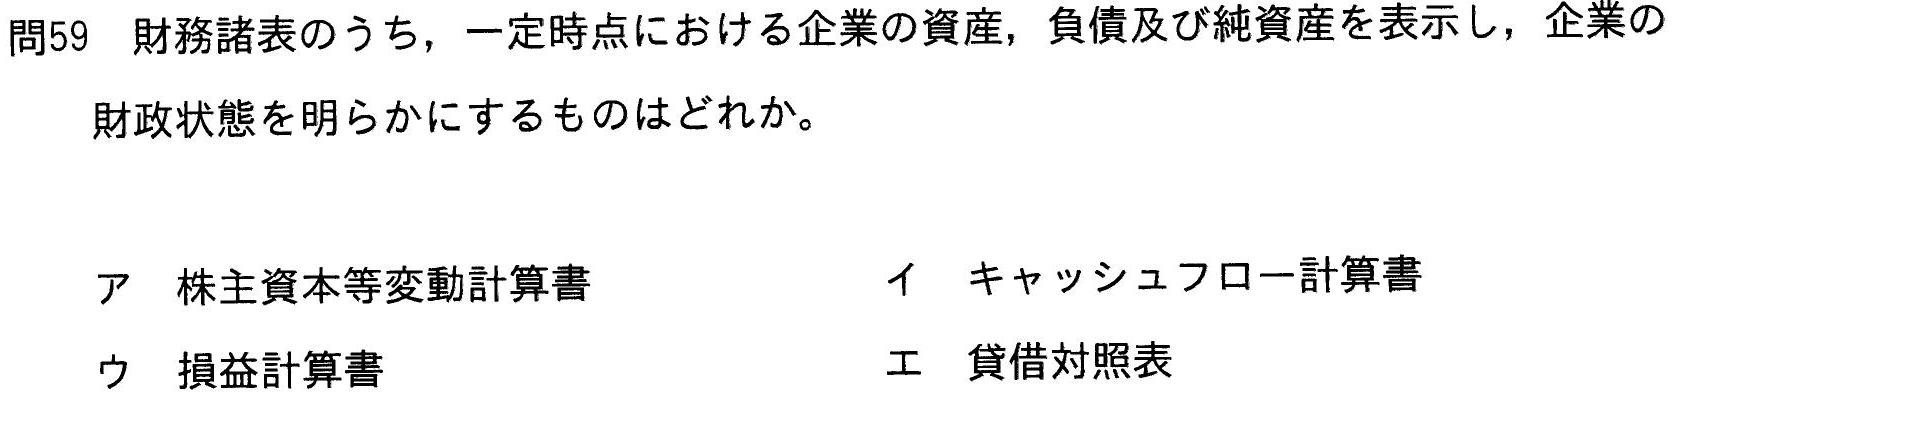 問59 財務諸表のうち，一定時点における企業の資産，負債及び純資産を表示し，企業の
財政状態を明らかにするものはどれか。
ア 株主資本等変動計算書 イ キャッシュフロー計算書
ウ 損益計算書 エ 貸借対照表